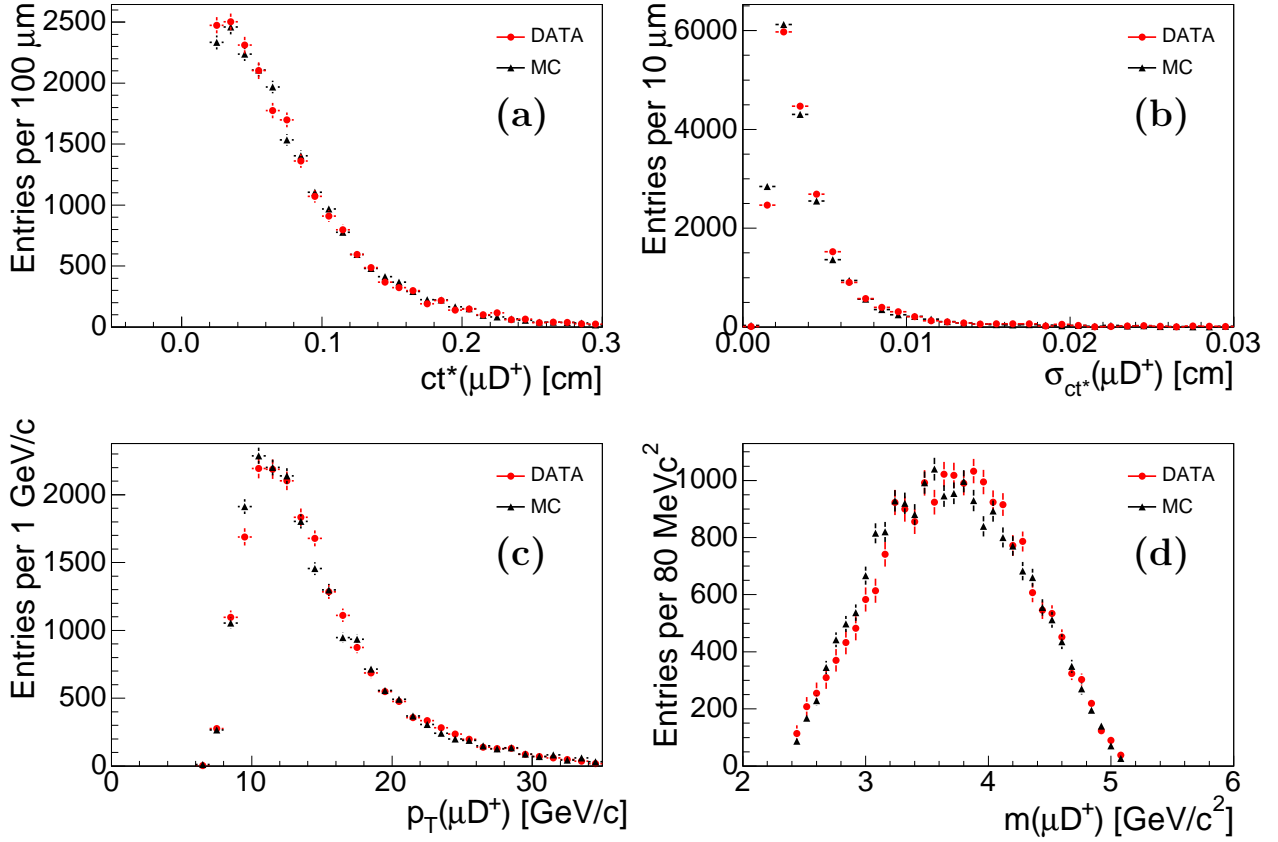 Entries per 100 μm
2500
2000
1500
1000
500
0
DATA
MC
(a)
0.0 0.1 0.2 0.3
ct*(μD⁺) [cm]
Entries per 10 μm
6000
4000
2000
0
DATA
MC
(b)
0.00 0.01 0.02 0.03
σ_ct*(μD⁺) [cm]
Entries per 1 GeV/c
2000
1500
1000
500
0
DATA
MC
(c)
0 10 20 30
p_T(μD⁺) [GeV/c]
Entries per 80 MeVc²
1000
800
600
400
200
0
DATA
MC
(d)
2 3 4 5 6
m(μD⁺) [GeV/c²]